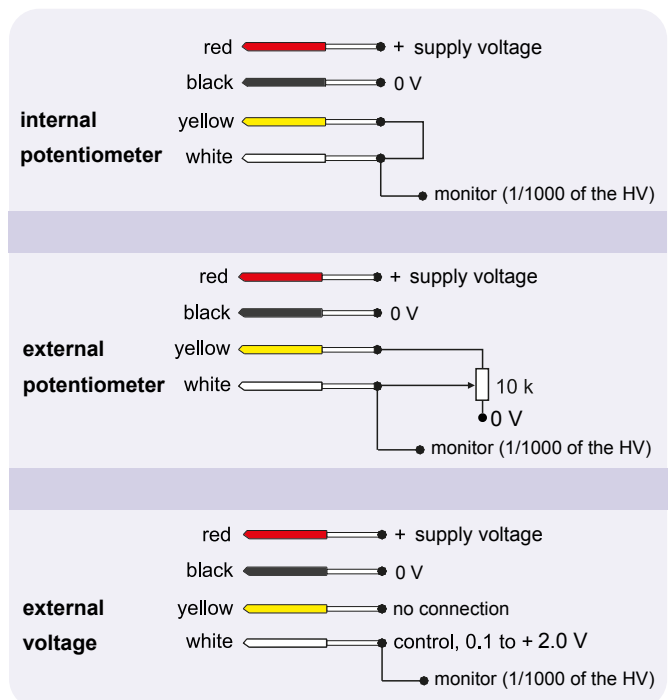 red + supply voltage
black 0 V
internal yellow
potentiometer white
monitor (1/1000 of the HV)
red + supply voltage
black 0 V
external yellow
potentiometer white 10 k
0 V
monitor (1/1000 of the HV)
red + supply voltage
black 0 V
external yellow no connection
voltage white control, 0.1 to + 2.0 V
monitor (1/1000 of the HV)